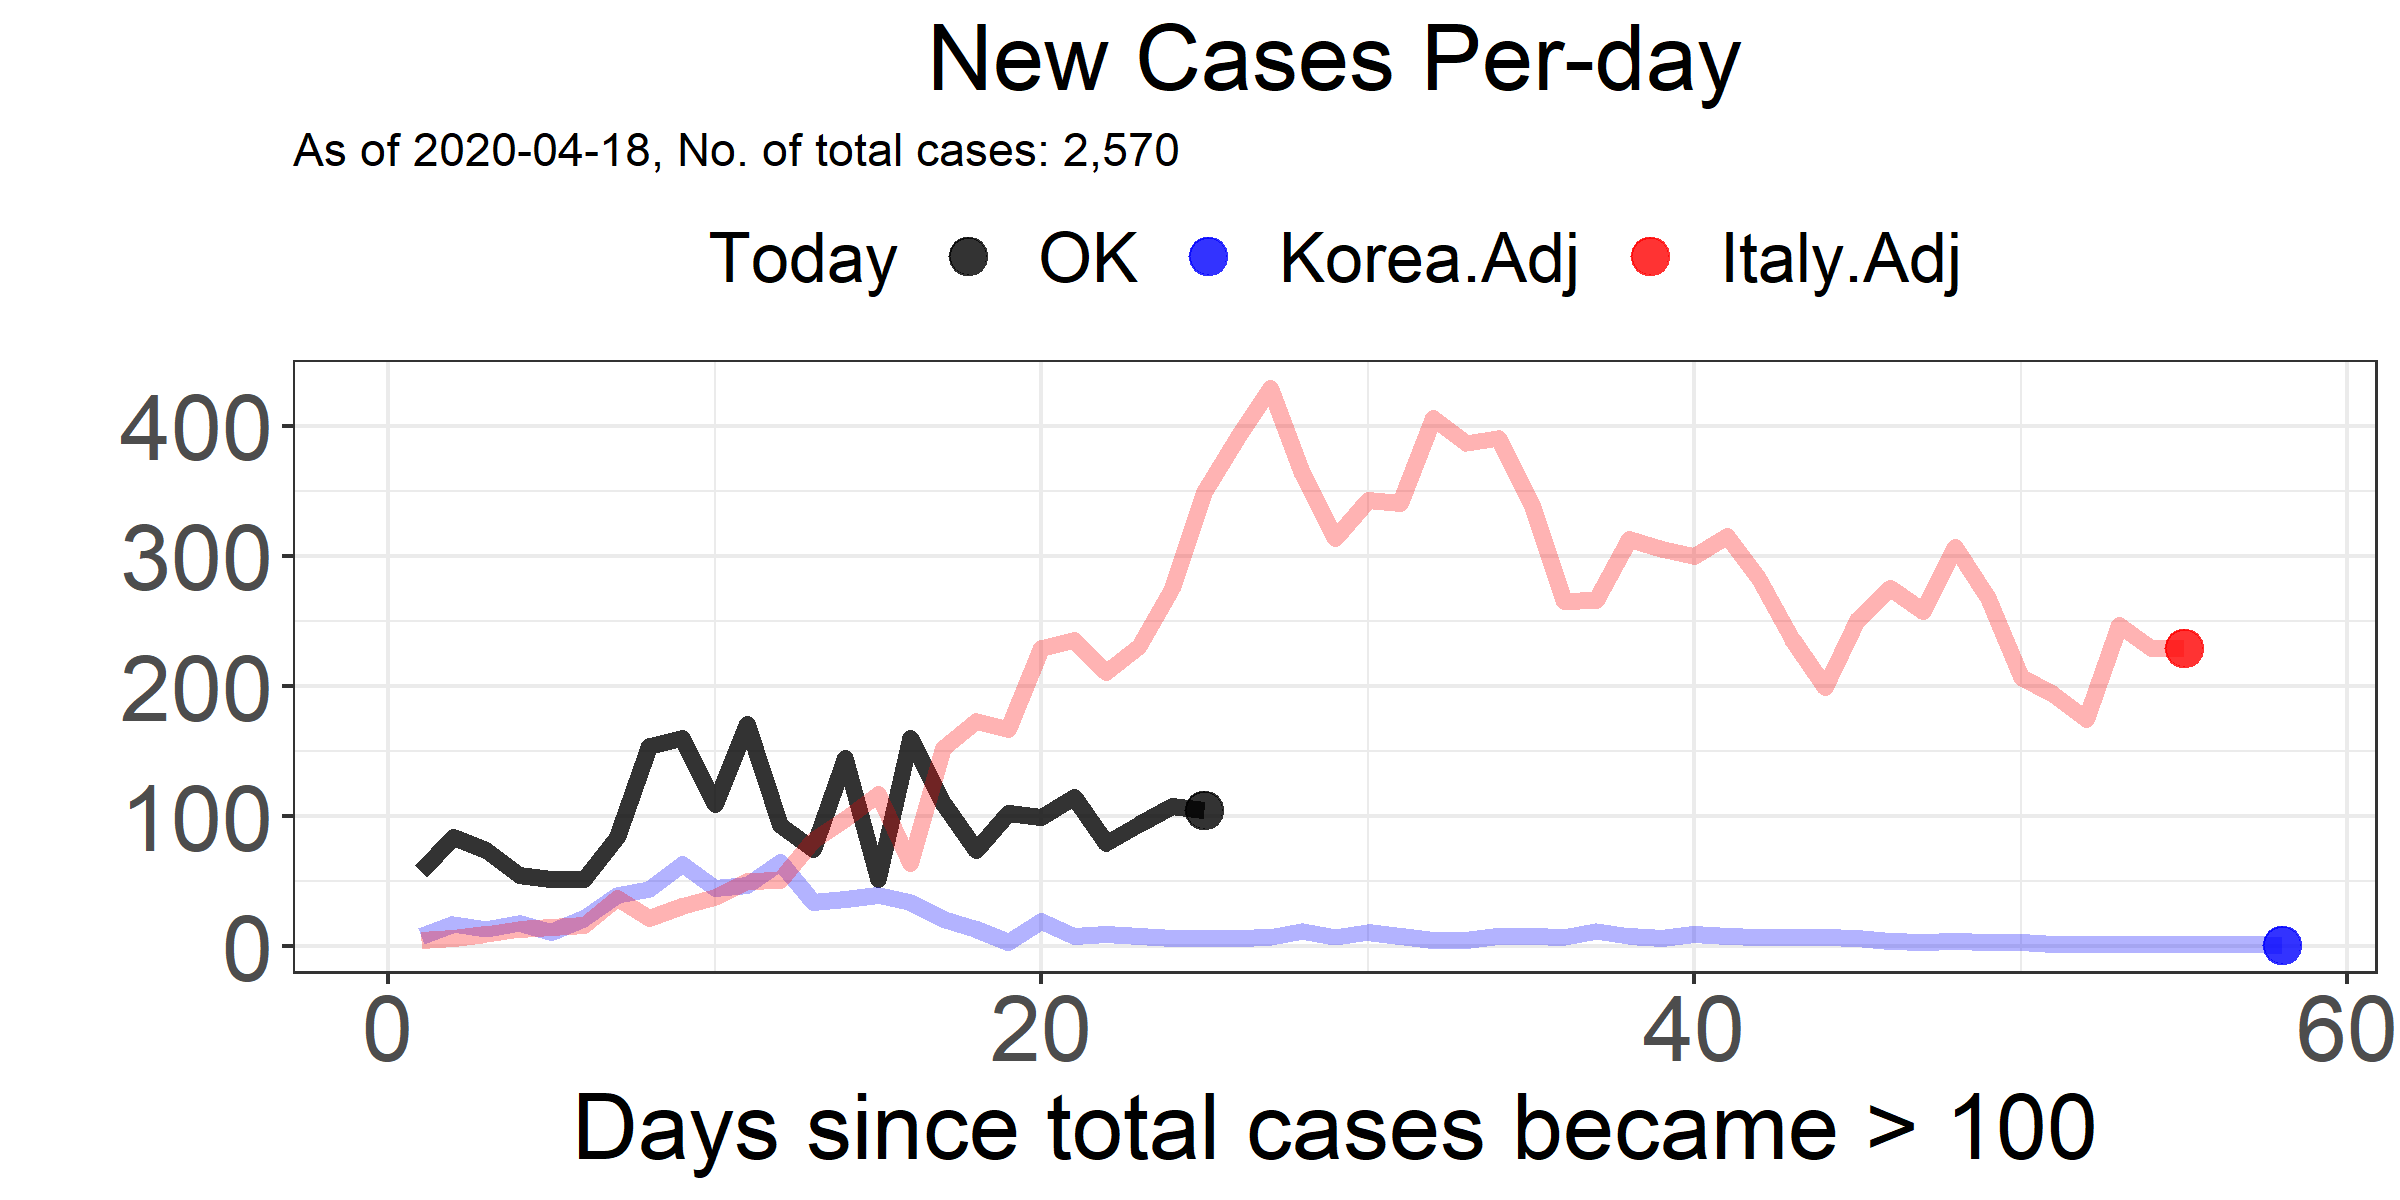 New Cases Per-day
As of 2020-04-18, No. of total cases: 2,570
Today OK Korea.Adj Italy.Adj
400
300
200
100
0
0 20 40 60
Days since total cases became > 100